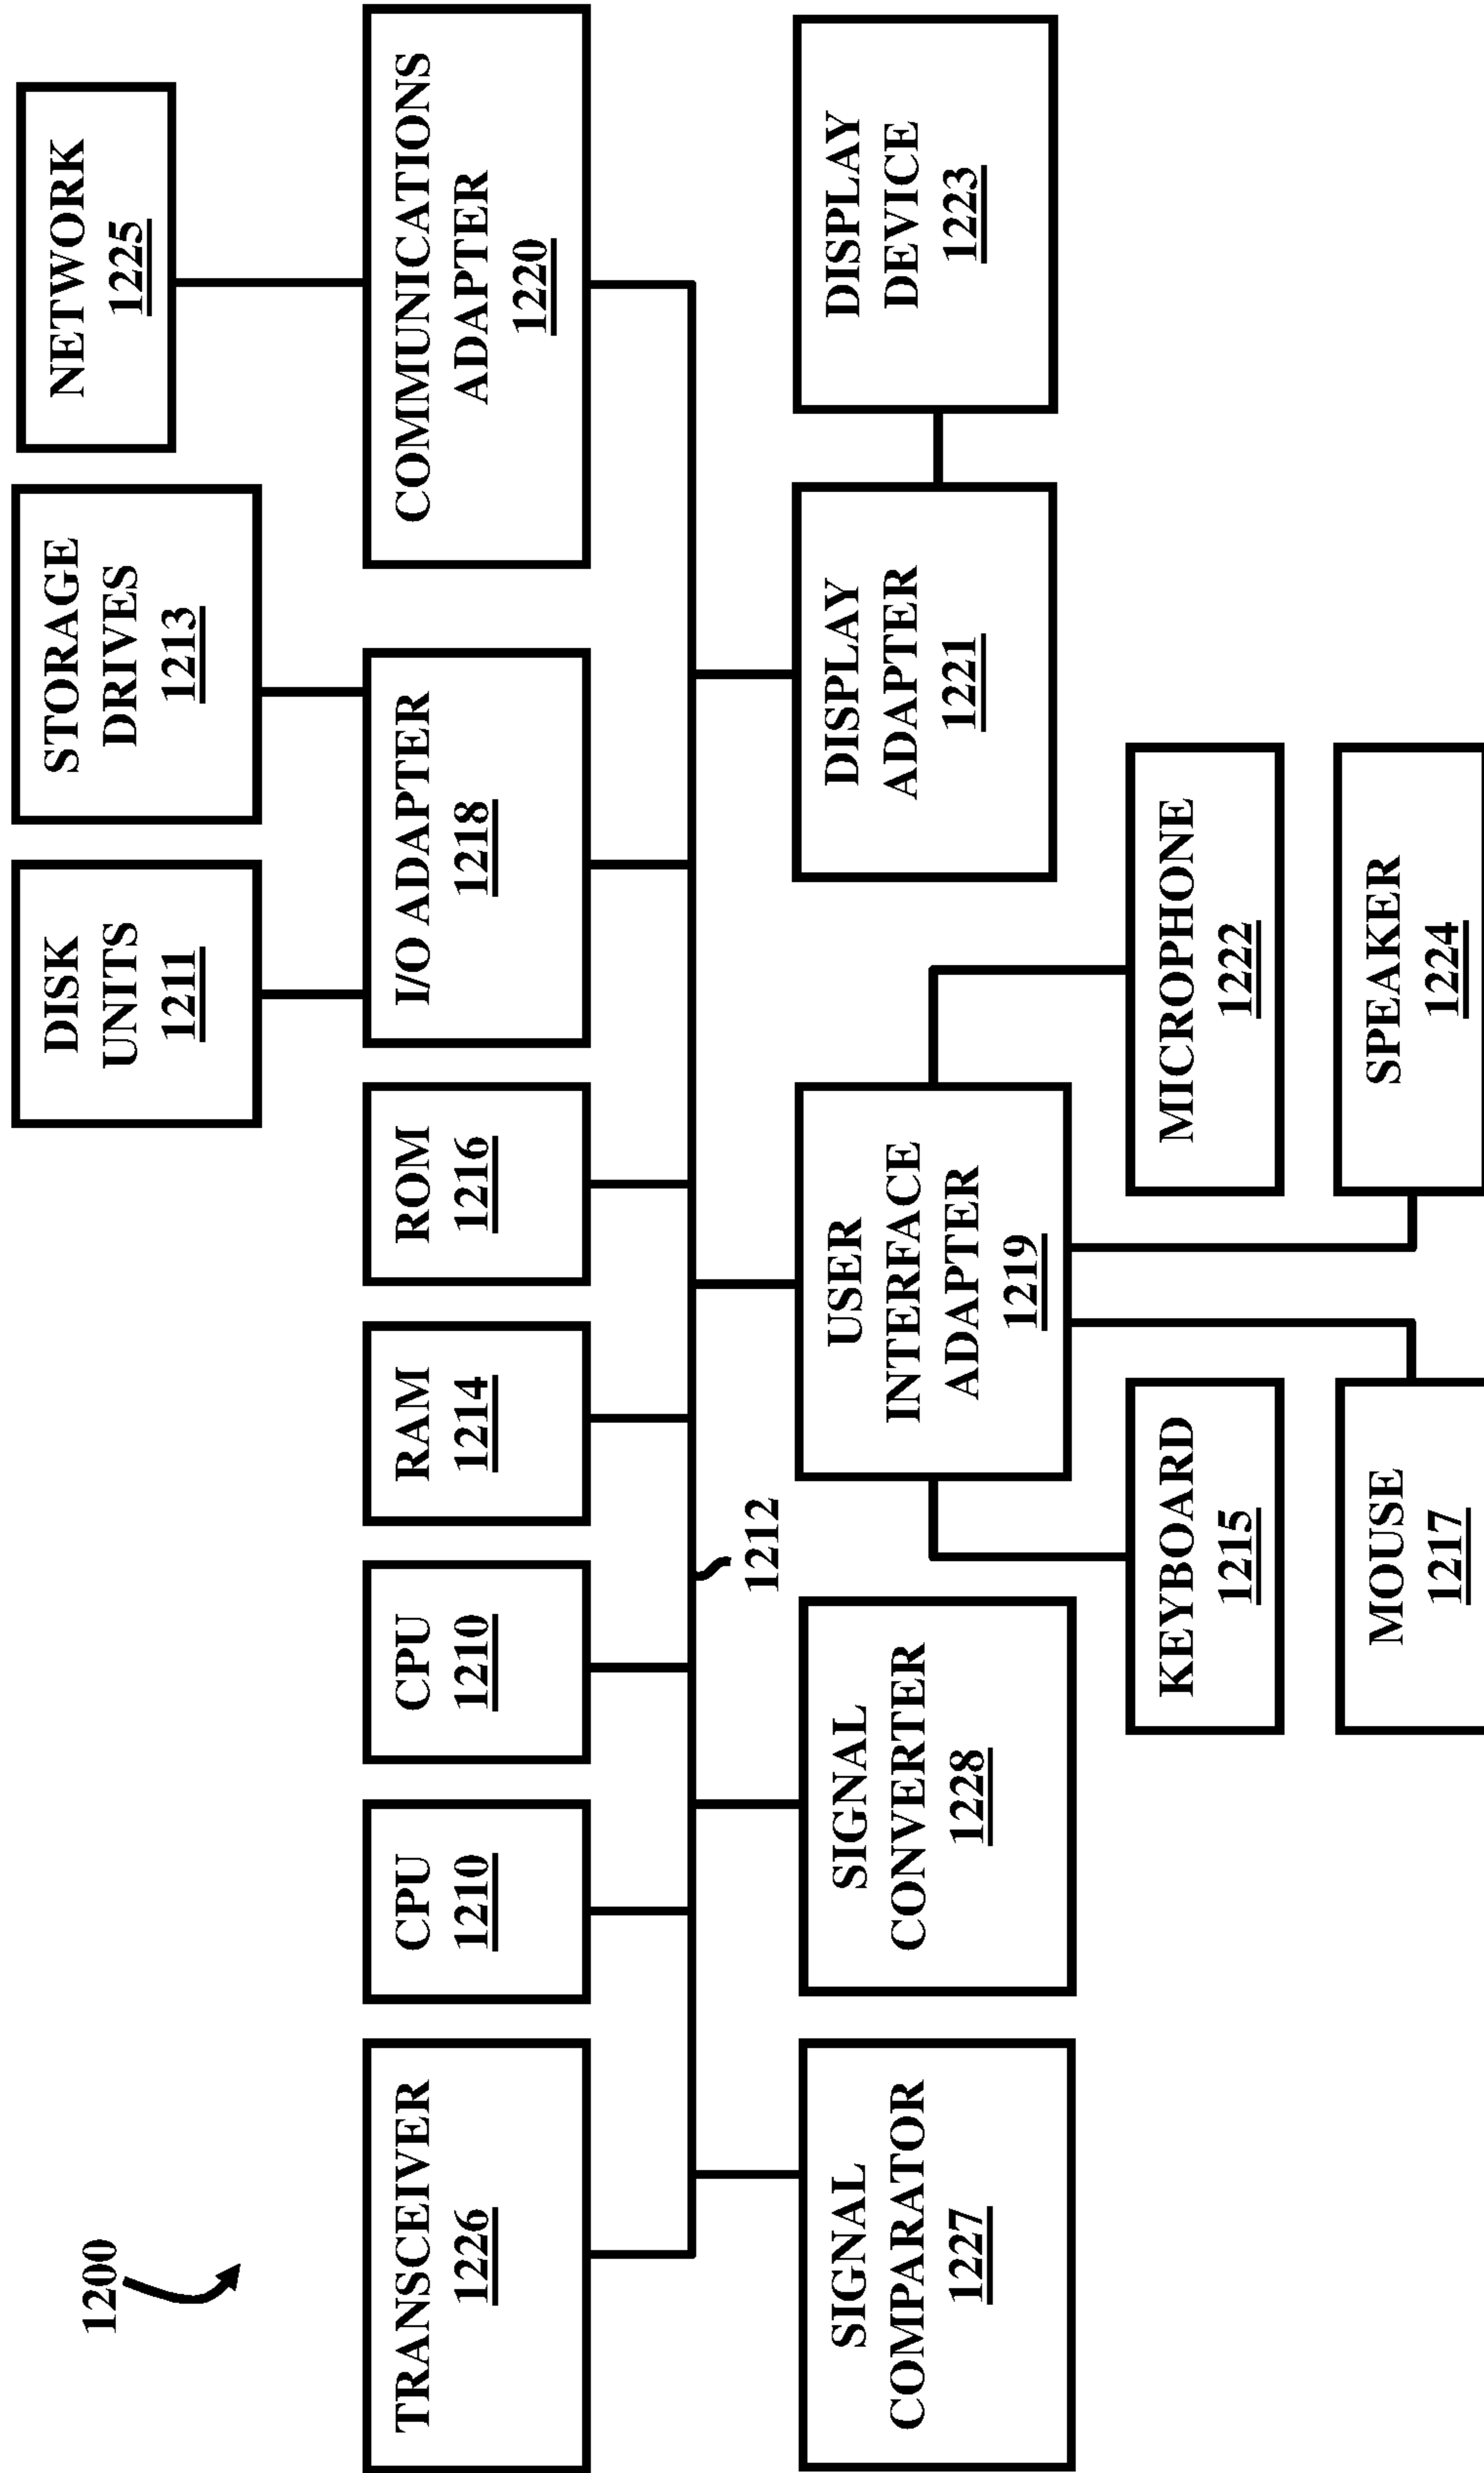 1200
DISK
UNITS
1211
STORAGE
DRIVES
1213
NETWORK
1225
TRANSCEIVER
1226
CPU
1210
CPU
1210
RAM
1214
ROM
1216
I/O ADAPTER
1218
COMMUNICATIONS
ADAPTER
1220
1212
SIGNAL
COMPARATOR
1227
SIGNAL
CONVERTER
1228
USER
INTERFACE
ADAPTER
1219
DISPLAY
ADAPTER
1221
DISPLAY
DEVICE
1223
KEYBOARD
1215
MICROPHONE
1222
MOUSE
1217
SPEAKER
1224